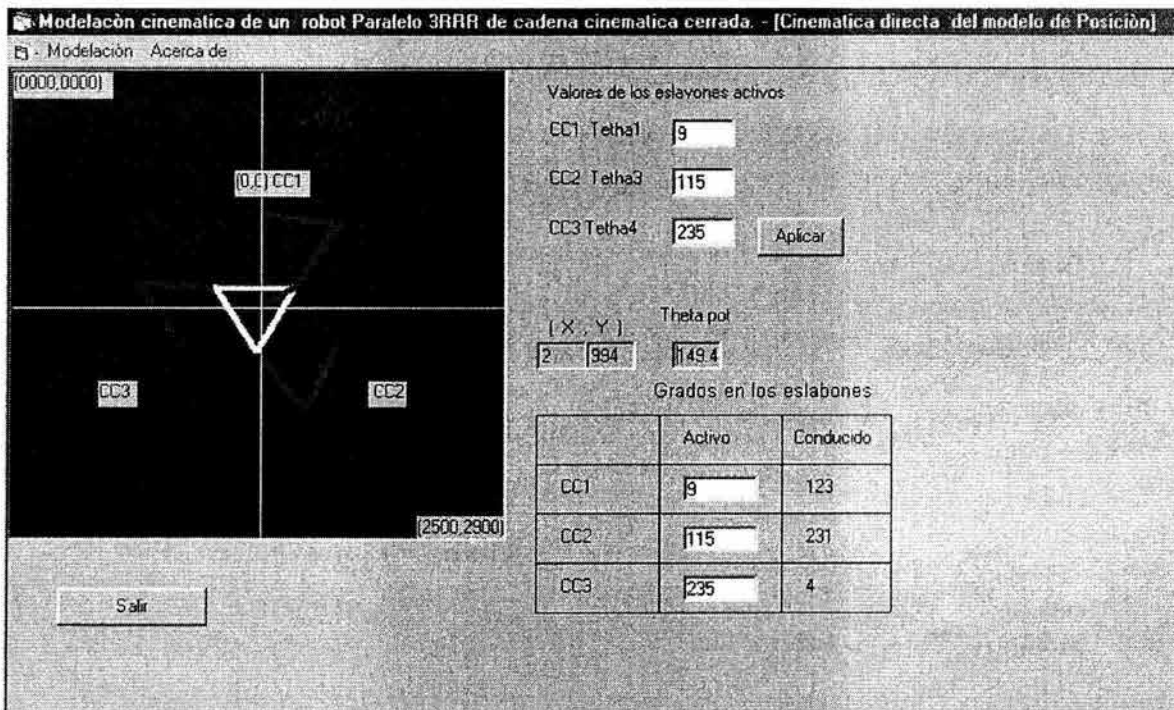 Modelaciòn cinematica de un robot Paralelo 3RRR de cadena cinematica cerrada. - [Cinematica directa del modelo de Posiciòn]
Modelación Acerca de
(0000,0000)
(0,0) CC1
CC3
CC2
(2500,2900)
Salir
Valores de los eslavones activos
CC1 Tetha1 9
CC2 Tetha3 115
CC3 Tetha4 235 Aplicar
( X , Y ) Theta pot
2 994 149.4
Grados en los eslabones
Activo Conducido
CC1 9 123
CC2 115 231
CC3 235 4